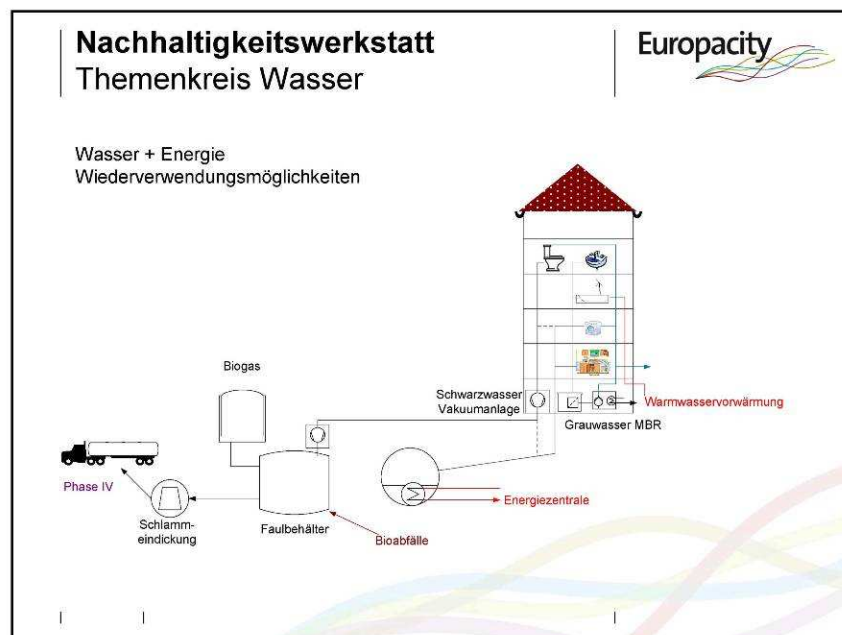 Nachhaltigkeitswerkstatt
Themenkreis Wasser
Europacity
Wasser + Energie
Wiederverwendungsmöglichkeiten
Biogas
Schwarzwasser
Vakuumanlage
Warmwasservorwärmung
Grauwasser MBR
Phase IV
Schlamm-
eindickung
Faulbehälter
Bioabfälle
Energiezentrale